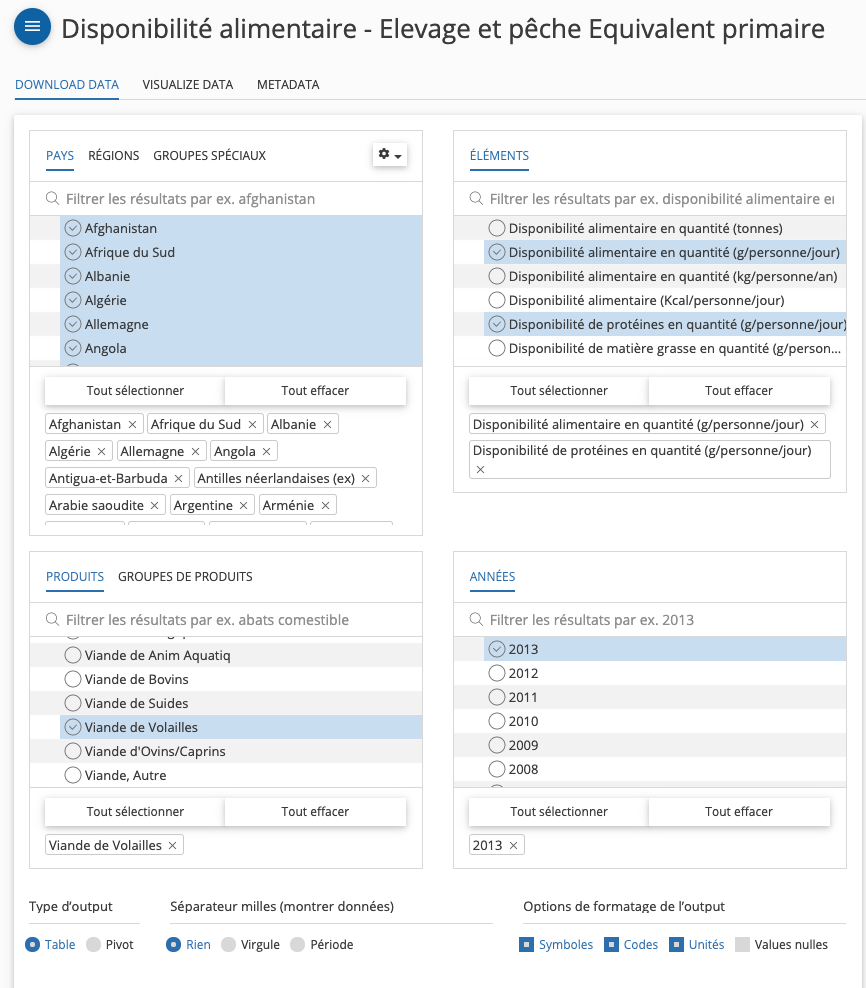 Disponibilité alimentaire - Elevage et pêche Equivalent primaire
DOWNLOAD DATA VISUALIZE DATA METADATA
PAYS RÉGIONS GROUPES SPÉCIAUX
Filtrer les résultats par ex. afghanistan
Afghanistan
Afrique du Sud
Albanie
Algérie
Allemagne
Angola
Tout sélectionner Tout effacer
Afghanistan × Afrique du Sud × Albanie ×
Algérie × Allemagne × Angola ×
Antigua-et-Barbuda × Antilles néerlandaises (ex) ×
Arabie saoudite × Argentine × Arménie ×
ÉLÉMENTS
Filtrer les résultats par ex. disponibilité alimentaire en
Disponibilité alimentaire en quantité (tonnes)
Disponibilité alimentaire en quantité (g/personne/jour)
Disponibilité alimentaire en quantité (kg/personne/an)
Disponibilité alimentaire (Kcal/personne/jour)
Disponibilité de protéines en quantité (g/personne/jour)
Disponibilité de matière grasse en quantité (g/person...
Tout sélectionner Tout effacer
Disponibilité alimentaire en quantité (g/personne/jour) ×
Disponibilité de protéines en quantité (g/personne/jour)
×
PRODUITS GROUPES DE PRODUITS
Filtrer les résultats par ex. abats comestible
Viande de Anim Aquatiq
Viande de Bovins
Viande de Suides
Viande de Volailles
Viande d'Ovins/Caprins
Viande, Autre
Tout sélectionner Tout effacer
Viande de Volailles ×
ANNÉES
Filtrer les résultats par ex. 2013
2013
2012
2011
2010
2009
2008
Tout sélectionner Tout effacer
2013 ×
Type d’output Séparateur milles (montrer données) Options de formatage de l’output
Table Pivot Rien Virgule Période Symboles Codes Unités Values nulles